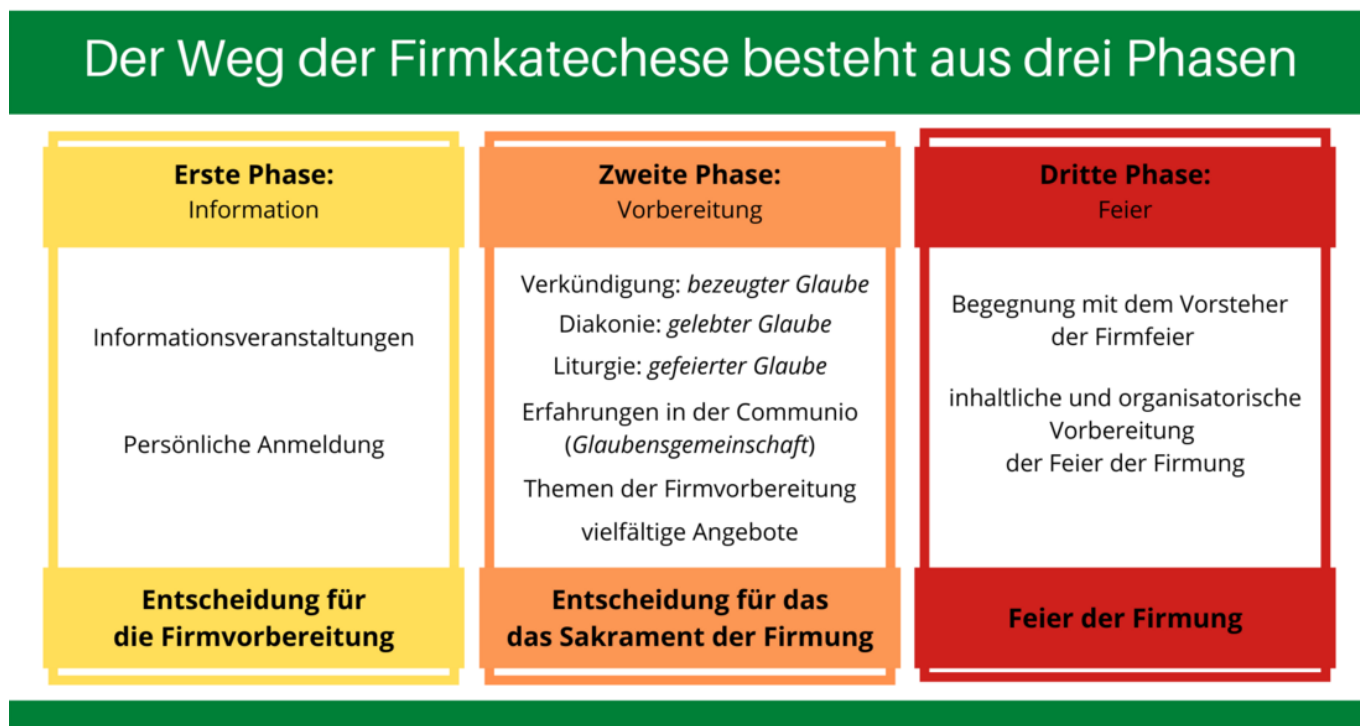 Der Weg der Firmkatechese besteht aus drei Phasen
Erste Phase:
Information
Informationsveranstaltungen
Persönliche Anmeldung
Entscheidung für
die Firmvorbereitung
Zweite Phase:
Vorbereitung
Verkündigung: bezeugter Glaube
Diakonie: gelebter Glaube
Liturgie: gefeierter Glaube
Erfahrungen in der Communio
(Glaubensgemeinschaft)
Themen der Firmvorbereitung
vielfältige Angebote
Entscheidung für das
das Sakrament der Firmung
Dritte Phase:
Feier
Begegnung mit dem Vorsteher
der Firmfeier
inhaltliche und organisatorische
Vorbereitung
der Feier der Firmung
Feier der Firmung